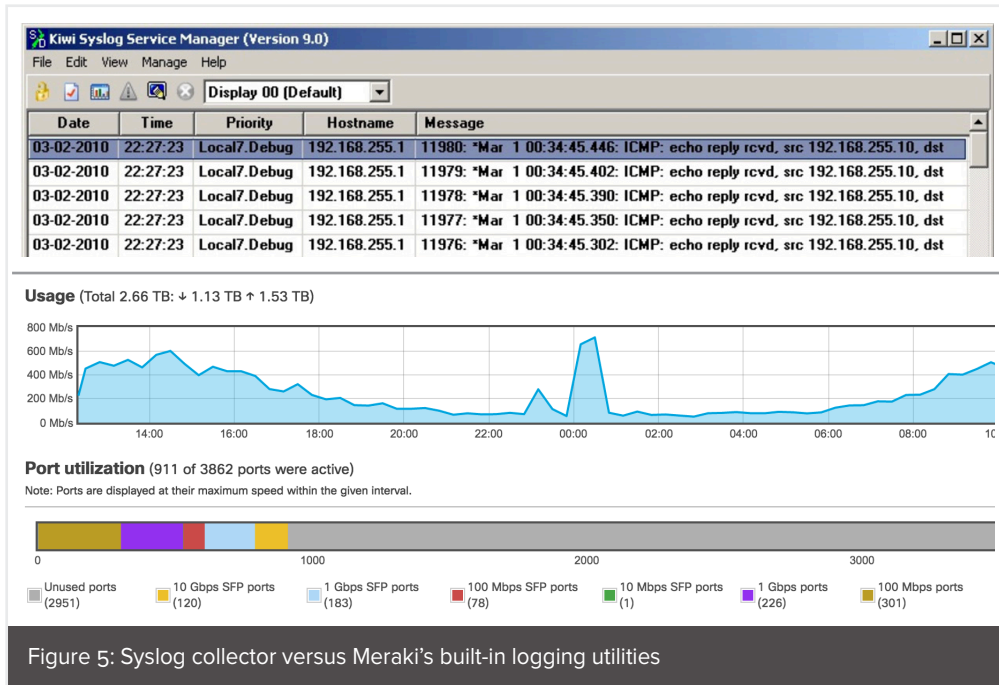 Kiwi Syslog Service Manager (Version 9.0)
File Edit View Manage Help
Display 00 (Default)
Date Time Priority Hostname Message
03-02-2010 22:27:23 Local7.Debug 192.168.255.1 11980: *Mar 1 00:34:45.446: ICMP: echo reply rcvd, src 192.168.255.10, dst
03-02-2010 22:27:23 Local7.Debug 192.168.255.1 11979: *Mar 1 00:34:45.402: ICMP: echo reply rcvd, src 192.168.255.10, dst
03-02-2010 22:27:23 Local7.Debug 192.168.255.1 11978: *Mar 1 00:34:45.390: ICMP: echo reply rcvd, src 192.168.255.10, dst
03-02-2010 22:27:23 Local7.Debug 192.168.255.1 11977: *Mar 1 00:34:45.350: ICMP: echo reply rcvd, src 192.168.255.10, dst
03-02-2010 22:27:23 Local7.Debug 192.168.255.1 11976: *Mar 1 00:34:45.302: ICMP: echo reply rcvd, src 192.168.255.10, dst
Usage (Total 2.66 TB: ↓ 1.13 TB ↑ 1.53 TB)
800 Mb/s
600 Mb/s
400 Mb/s
200 Mb/s
0 Mb/s
14:00 16:00 18:00 20:00 22:00 00:00 02:00 04:00 06:00 08:00 10
Port utilization (911 of 3862 ports were active)
Note: Ports are displayed at their maximum speed within the given interval.
0 1000 2000 3000
Unused ports 10 Gbps SFP ports 1 Gbps SFP ports 100 Mbps SFP ports 10 Mbps SFP ports 1 Gbps ports 100 Mbps ports
(2951) (120) (183) (78) (1) (226) (301)
Figure 5: Syslog collector versus Meraki's built-in logging utilities